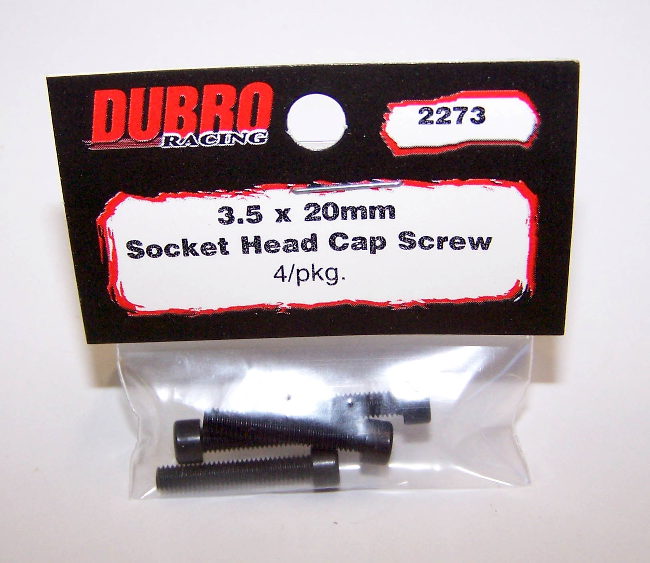 DUBRO
RACING
2273
3.5 x 20mm
Socket Head Cap Screw
4/pkg.